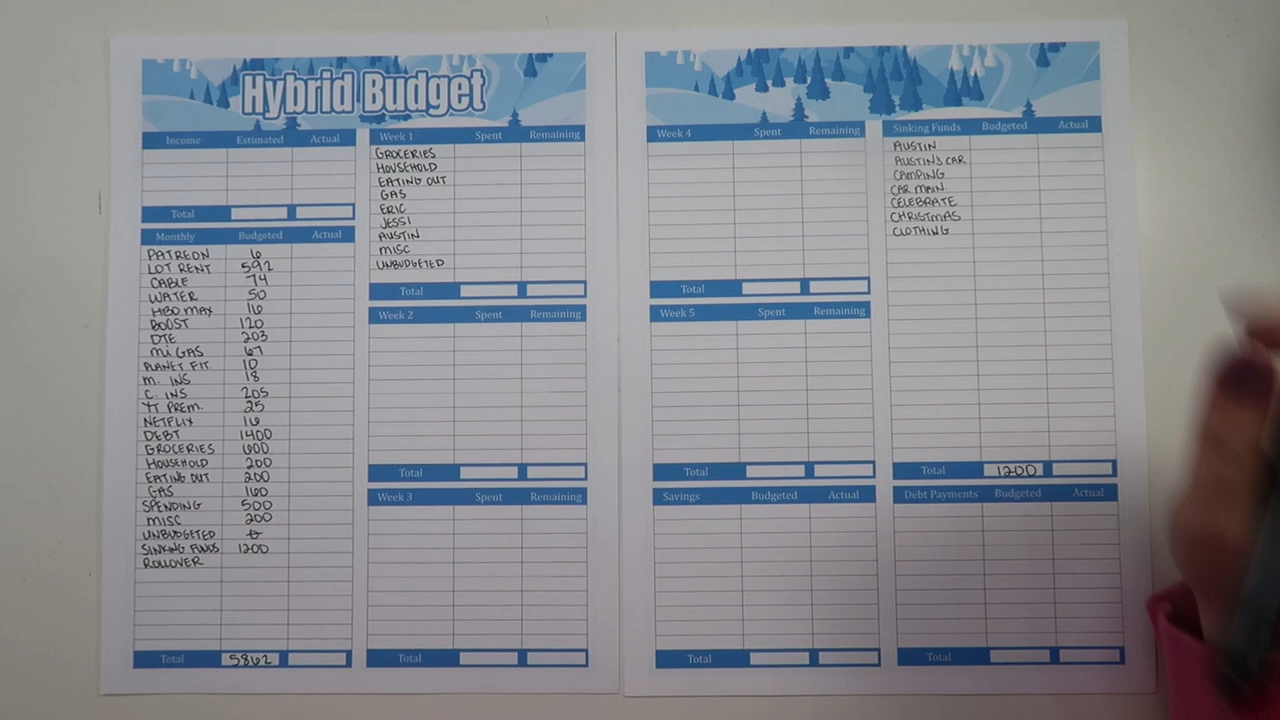 Hybrid Budget
Income Estimated Actual
Total
Monthly Budgeted Actual
PATREON 6
LOT RENT 592
CABLE 74
WATER 50
HBO MAX 16
BOOST 120
DTE 203
MI GAS 67
PLANET FIT. 10
M. INS 18
C. INS 205
YT PREM. 25
NETFLIX 16
DEBT 1400
GROCERIES 600
HOUSEHOLD 200
EATING OUT 200
GAS 160
SPENDING 500
MISC 200
UNBUDGETED 0
SINKING FUNDS 1200
ROLLOVER
Total 5862
Week 1 Spent Remaining
GROCERIES
HOUSEHOLD
EATING OUT
GAS
ERIC
JESSI
AUSTIN
MISC
UNBUDGETED
Total
Week 2 Spent Remaining
Total
Week 3 Spent Remaining
Total
Week 4 Spent Remaining
Total
Week 5 Spent Remaining
Total
Savings Budgeted Actual
Total
Sinking Funds Budgeted Actual
AUSTIN
AUSTIN'S CAR
CAMPING
CAR MAIN.
CELEBRATE
CHRISTMAS
CLOTHING
Total 1200
Debt Payments Budgeted Actual
Total